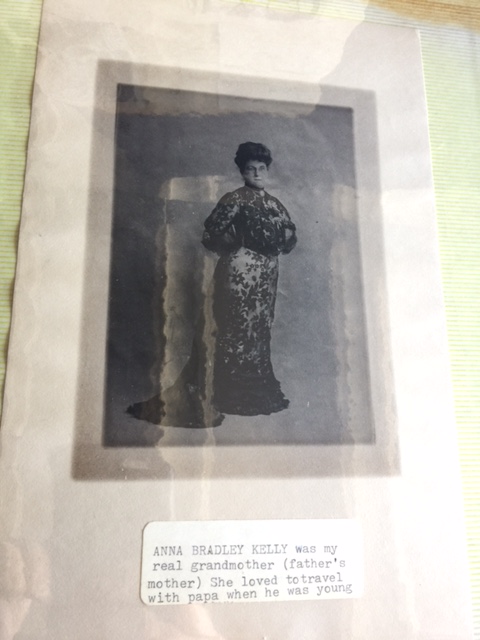 ANNA BRADLEY KELLY was my
real grandmother (father's
mother) She loved totravel
with papa when he was young